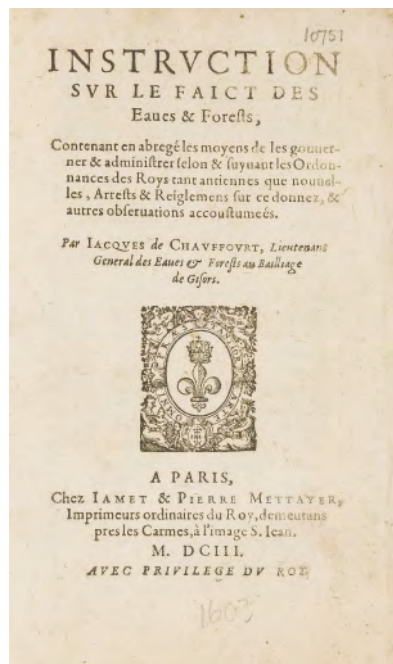 10751
INSTRVCTION
SVR LE FAICT DES
Eaues & Forests,
Contenant en abregé les moyens de les gouuer-
ner & administrer selon & suyuant les Ordon-
nances des Roys tant antiennes que nouuel-
les, Arrests & Reiglemens sur ce donnez, &
autres obseruations accoustumeés.
Par IACQVES de CHAVFFOVRT, Lieutenant
General des Eaues & Forests au Bailliage
de Gisors.
A PARIS,
Chez IAMET & PIERRE METTAYER,
Imprimeurs ordinaires du Roy, demeurans
pres les Carmes, à l'image S. Iean.
M. DCIII.
AVEC PRIVILEGE DV ROY.
1603